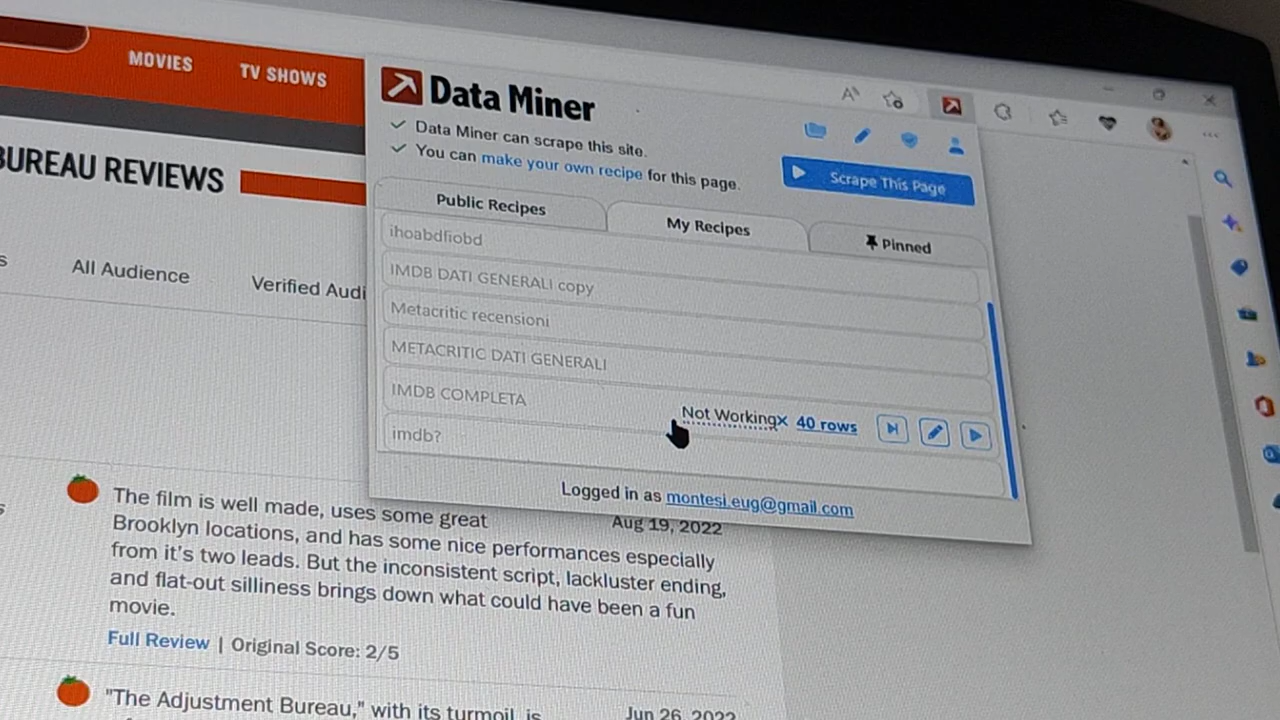 MOVIES
TV SHOWS
Data Miner
Data Miner can scrape this site.
You can make your own recipe for this page.
Scrape This Page
BUREAU REVIEWS
Public Recipes
My Recipes
Pinned
All Audience
Verified Audi
ihoabdfiobd
IMDB DATI GENERALI copy
Metacritic recensioni
METACRITIC DATI GENERALI
IMDB COMPLETA
Not Working× 40 rows
imdb?
Logged in as montesi.eug@gmail.com
The film is well made, uses some great
Aug 19, 2022
Brooklyn locations, and has some nice performances especially
from it's two leads. But the inconsistent script, lackluster ending,
and flat-out silliness brings down what could have been a fun
movie.
Full Review | Original Score: 2/5
"The Adjustment Bureau," with its turmoil, is
Jun 26, 2022